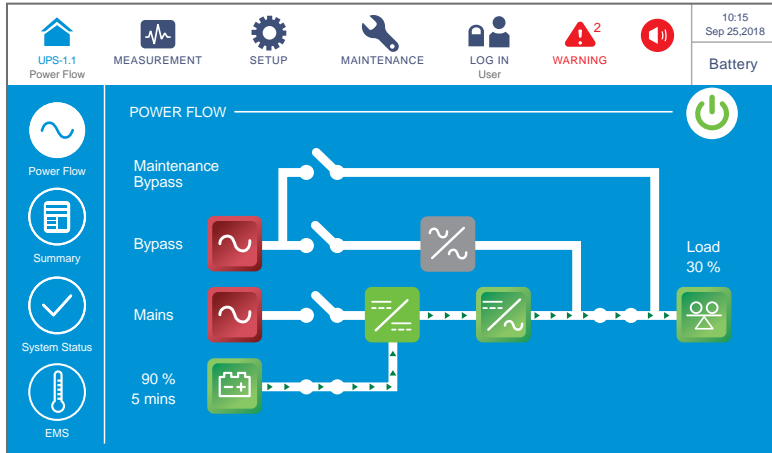 UPS-1.1
Power Flow
MEASUREMENT
SETUP
MAINTENANCE
LOG IN
User
WARNING
2
10:15
Sep 25,2018
Battery
POWER FLOW
Power Flow
Summary
System Status
EMS
Maintenance
Bypass
Bypass
Mains
90 %
5 mins
Load
30 %